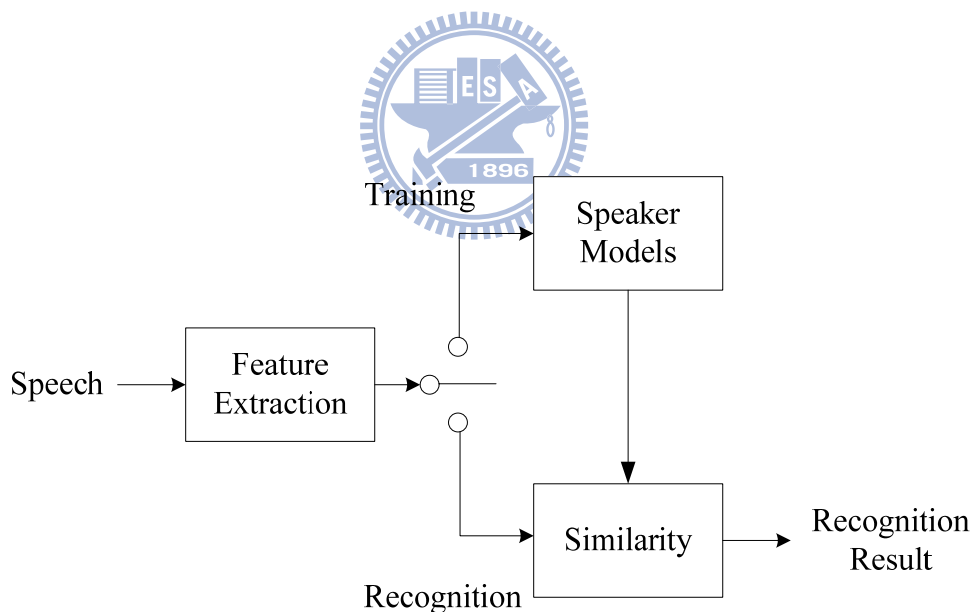 E S A
1896
Training
Speaker
Models
Speech
Feature
Extraction
Similarity
Recognition
Result
Recognition